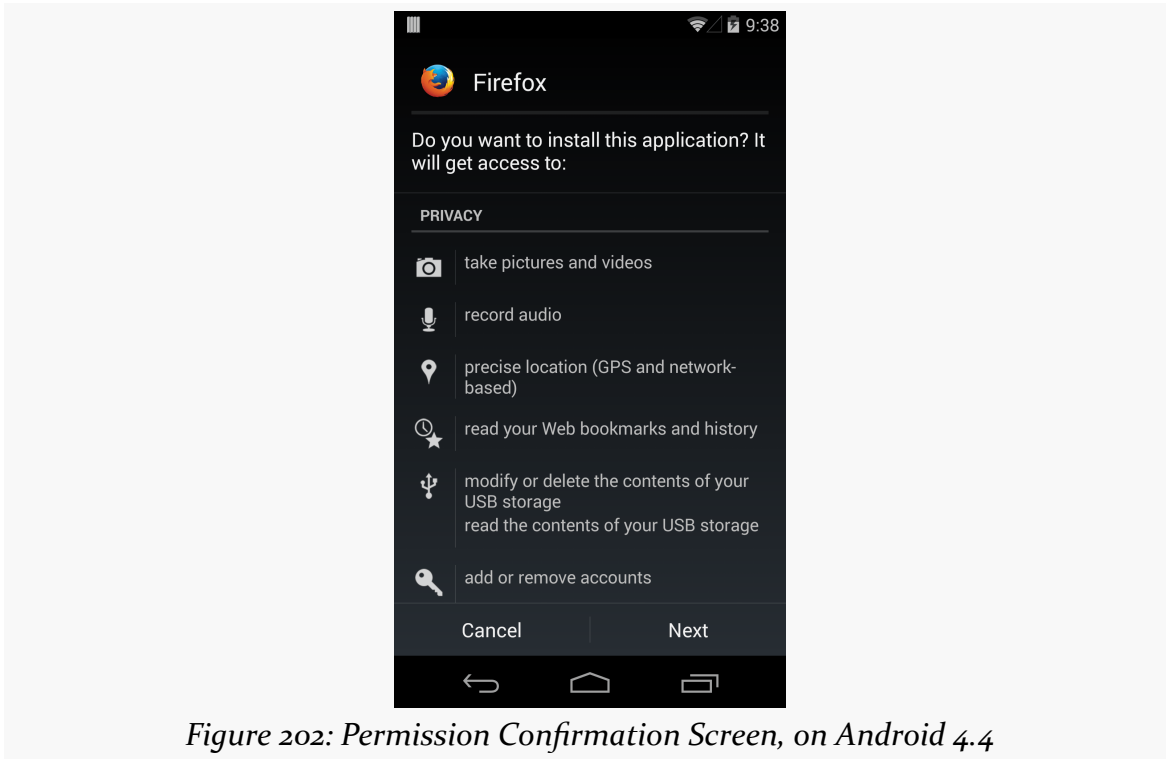 9:38
Firefox
Do you want to install this application? It
will get access to:
PRIVACY
take pictures and videos
record audio
precise location (GPS and network-
based)
read your Web bookmarks and history
modify or delete the contents of your
USB storage
read the contents of your USB storage
add or remove accounts
Cancel Next
Figure 202: Permission Confirmation Screen, on Android 4.4